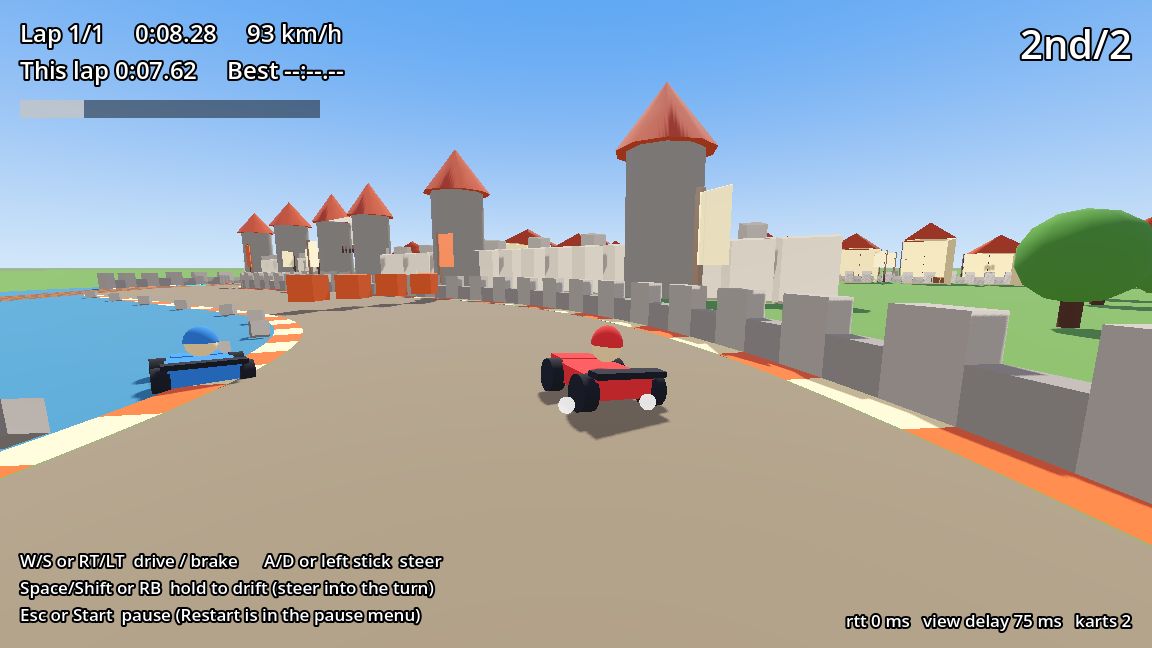 Lap 1/1 0:08.28 93 km/h
2nd/2
This lap 0:07.62 Best --:--.--
W/S or RT/LT drive / brake A/D or left stick steer
Space/Shift or RB hold to drift (steer into the turn)
Esc or Start pause (Restart is in the pause menu)
rtt 0 ms view delay 75 ms karts 2